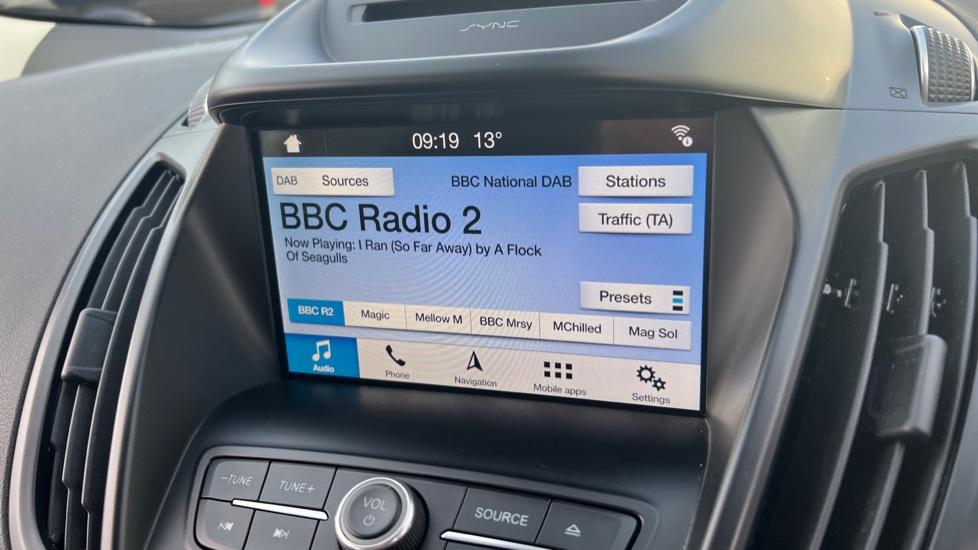 SYNC
09:19 13°
DAB Sources
BBC National DAB
Stations
BBC Radio 2
Traffic (TA)
Now Playing: I Ran (So Far Away) by A Flock
Of Seagulls
Presets
BBC R2 Magic Mellow M BBC Mrsy MChilled Mag Sol
Audio Phone Navigation Mobile apps Settings
-TUNE TUNE+ VOL SOURCE